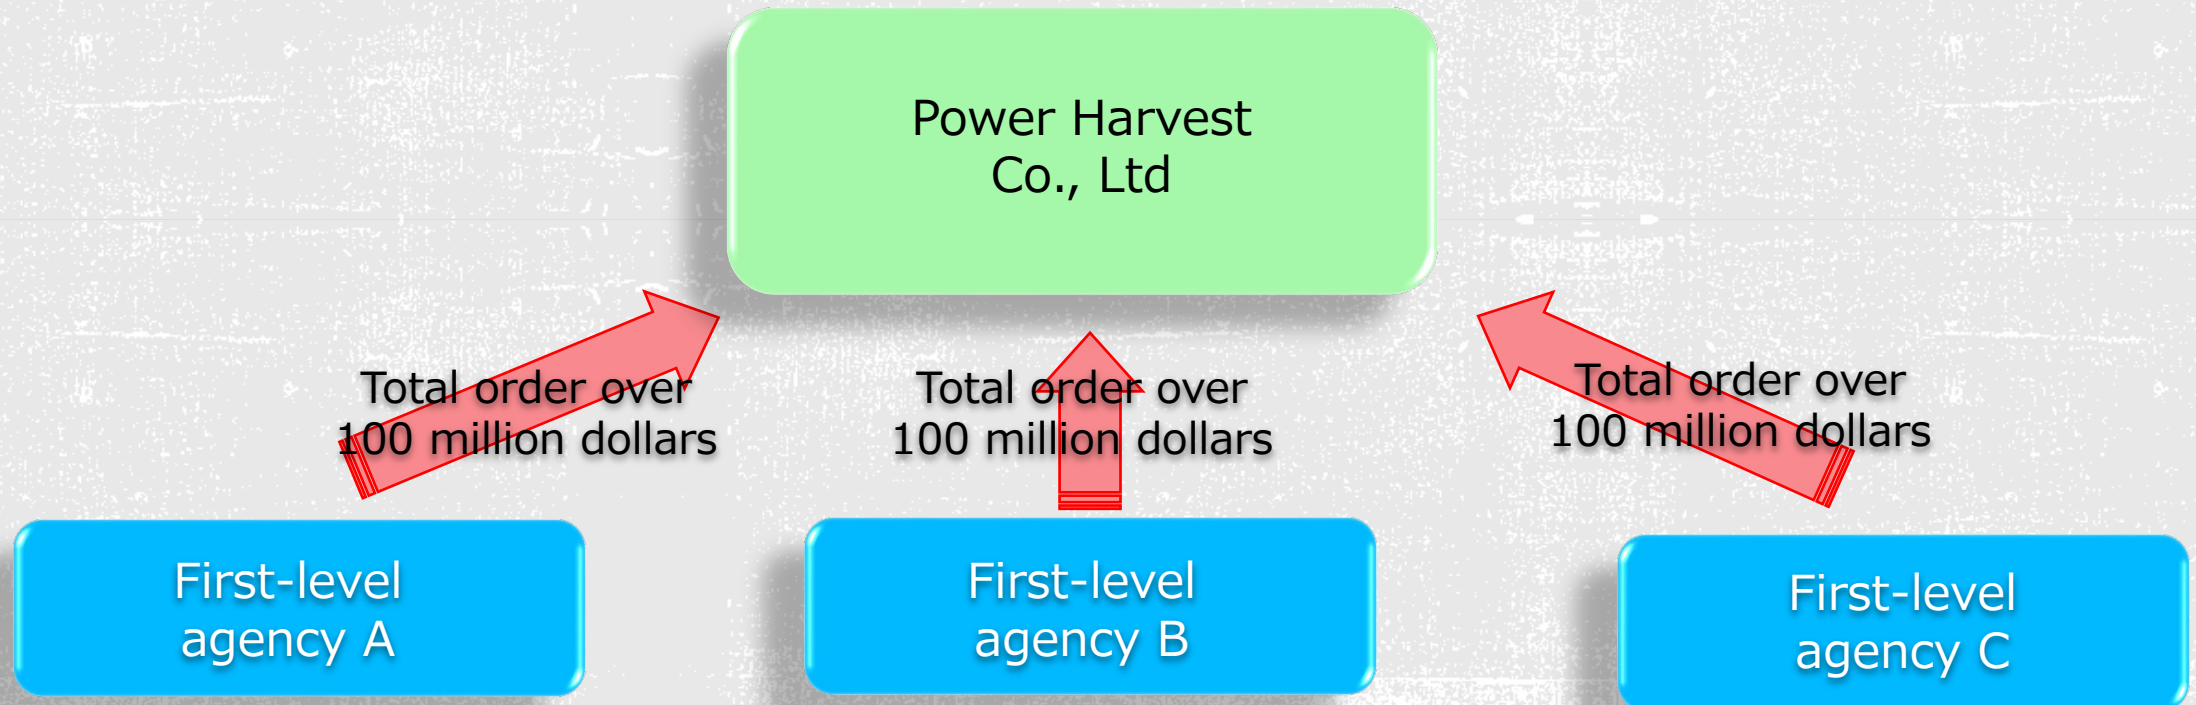 Power Harvest
Co., Ltd
Total order over
100 million dollars
Total order over
100 million dollars
Total order over
100 million dollars
First-level
agency A
First-level
agency B
First-level
agency C